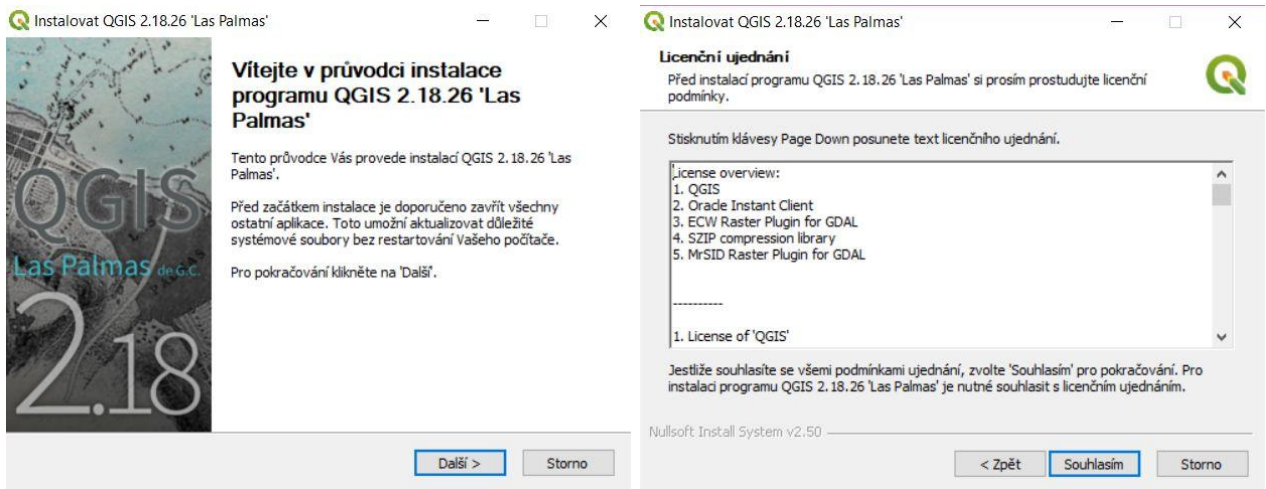 Instalovat QGIS 2.18.26 'Las Palmas'
QGIS
Las Palmas de G.C.
2.18
Vítejte v průvodci instalace
programu QGIS 2.18.26 'Las
Palmas'
Tento průvodce Vás provede instalací QGIS 2.18.26 'Las
Palmas'.
Před začátkem instalace je doporučeno zavřít všechny
ostatní aplikace. Toto umožní aktualizovat důležité
systémové soubory bez restartování Vašeho počítače.
Pro pokračování klikněte na 'Další'.
Další >
Storno
Instalovat QGIS 2.18.26 'Las Palmas'
Licenční ujednání
Před instalací programu QGIS 2.18.26 'Las Palmas' si prosím prostudujte licenční
podmínky.
Stisknutím klávesy Page Down posunete text licenčního ujednání.
License overview:
1. QGIS
2. Oracle Instant Client
3. ECW Raster Plugin for GDAL
4. SZIP compression library
5. MrSID Raster Plugin for GDAL
----------
1. License of 'QGIS'
Jestliže souhlasíte se všemi podmínkami ujednání, zvolte 'Souhlasím' pro pokračování. Pro
instalaci programu QGIS 2.18.26 'Las Palmas' je nutné souhlasit s licenčním ujednáním.
Nullsoft Install System v2.50
< Zpět
Souhlasím
Storno